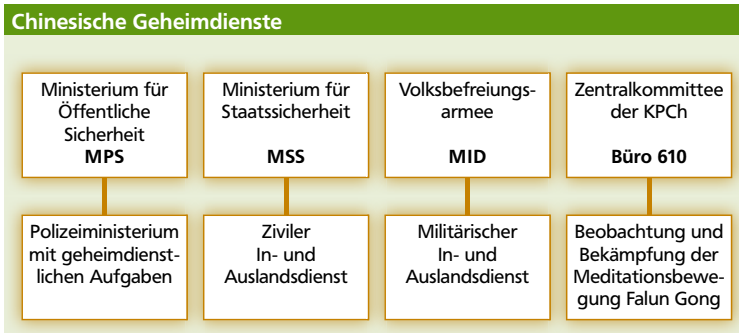 Chinesische Geheimdienste
Ministerium für
Öffentliche
Sicherheit
MPS
Ministerium für
Staatssicherheit
MSS
Volksbefreiungs-
armee
MID
Zentralkommittee
der KPCh
Büro 610
Polizeiministerium
mit geheimdienst-
lichen Aufgaben
Ziviler
In- und
Auslandsdienst
Militärischer
In- und
Auslandsdienst
Beobachtung und
Bekämpfung der
Meditationsbewe-
gung Falun Gong